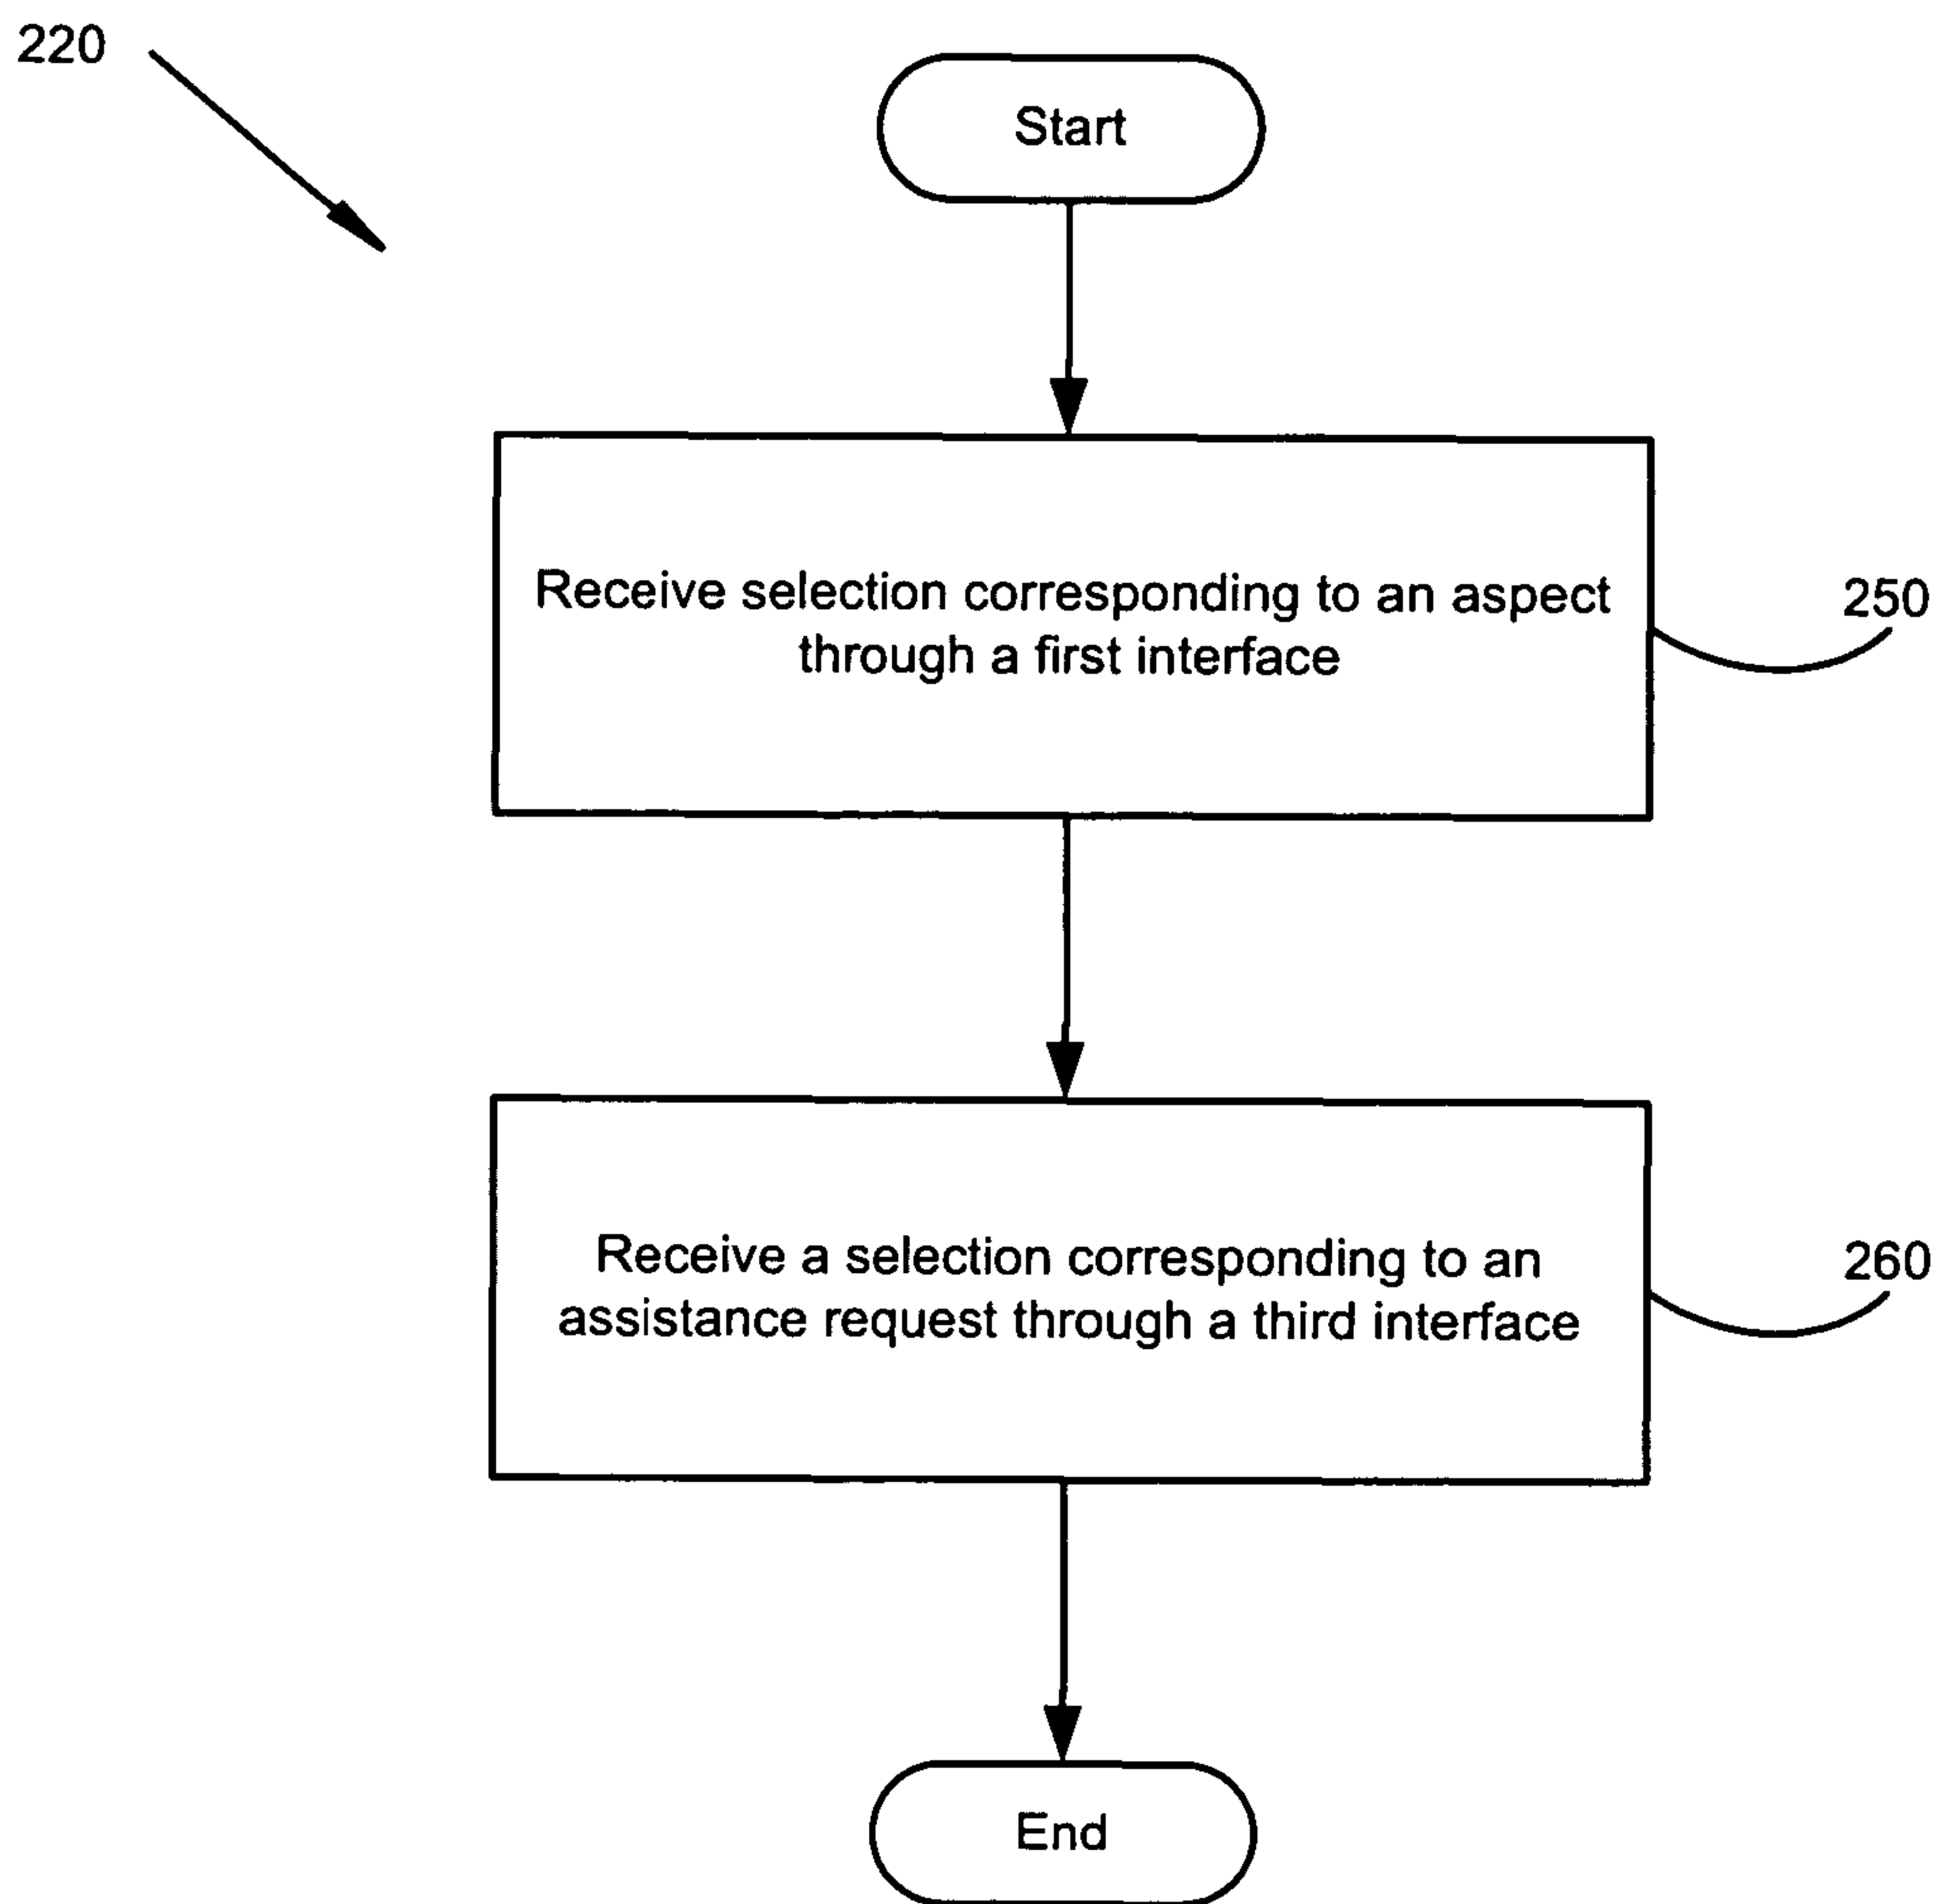 220
Start
Receive selection corresponding to an aspect
through a first interface
250
Receive a selection corresponding to an
assistance request through a third interface
260
End